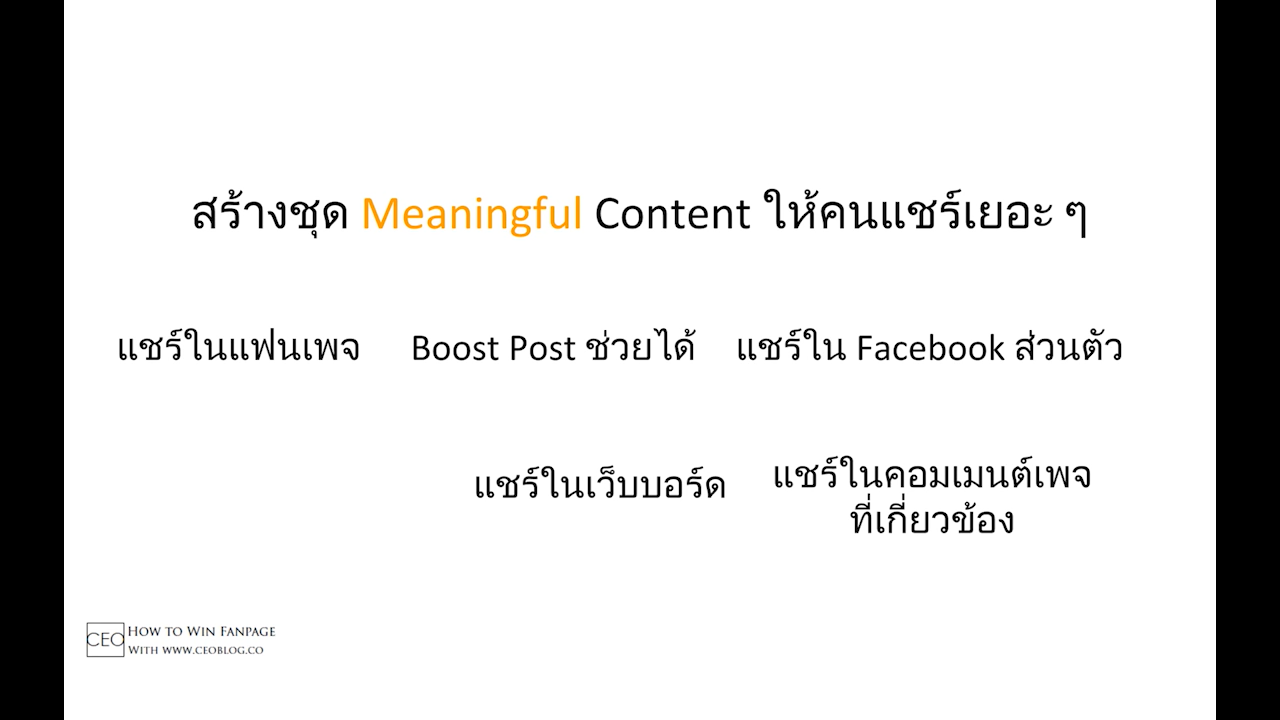 สร้างชุด Meaningful Content ให้คนแชร์เยอะ ๆ
แชร์ในแฟนเพจ
Boost Post ช่วยได้
แชร์ใน Facebook ส่วนตัว
แชร์ในเว็บบอร์ด
แชร์ในคอมเมนต์เพจ
ที่เกี่ยวข้อง
CEO
HOW TO WIN FANPAGE
WITH WWW.CEOBLOG.CO